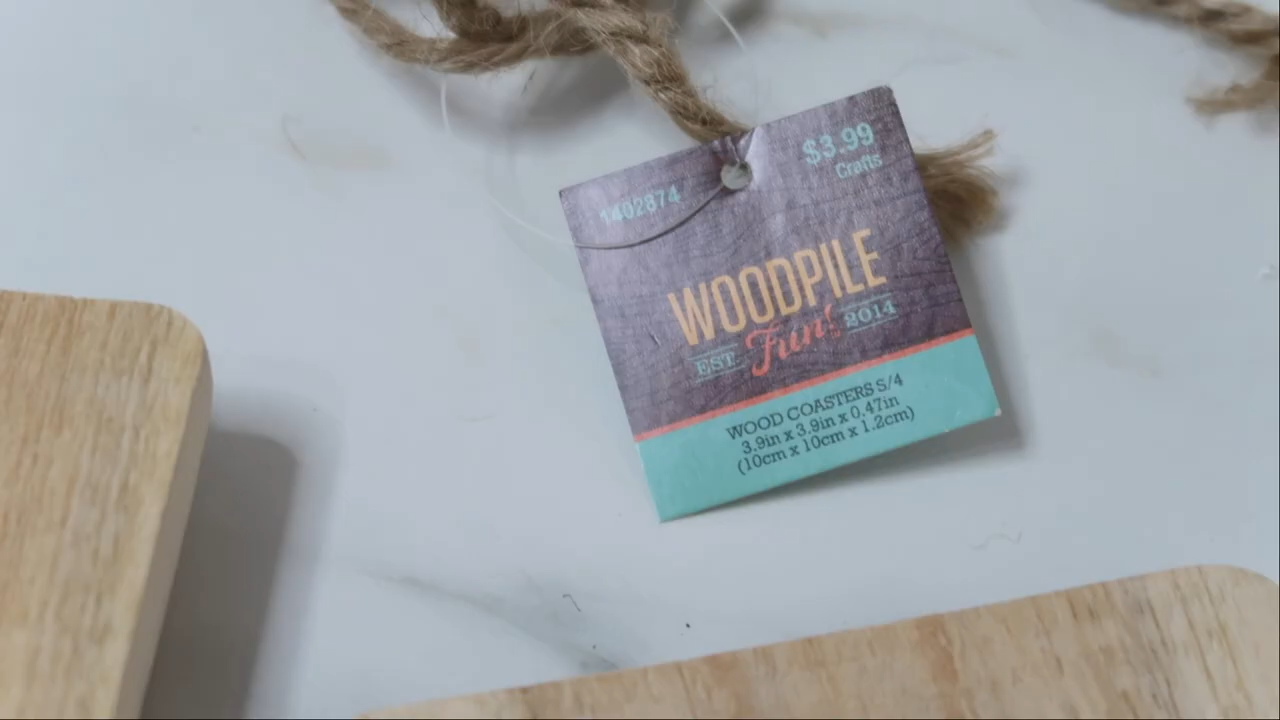 $3.99
Crafts
1402874
WOODPILE
EST. Fun! 2014
WOOD COASTERS S/4
3.9in x 3.9in x 0.47in
(10cm x 10cm x 1.2cm)